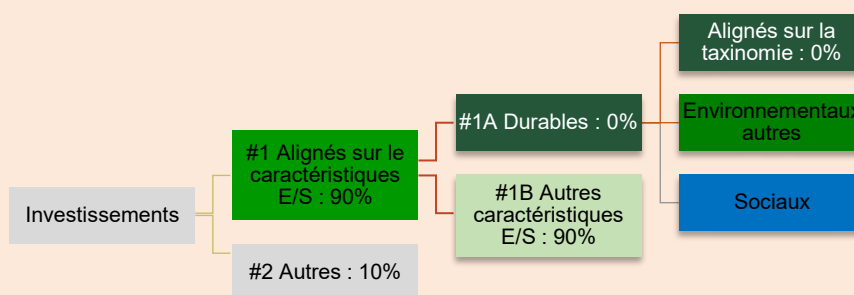 Investissements
#1 Alignés sur le
caractéristiques
E/S : 90%
#2 Autres : 10%
#1A Durables : 0%
#1B Autres
caractéristiques
E/S : 90%
Alignés sur la
taxinomie : 0%
Environnementaux
autres
Sociaux